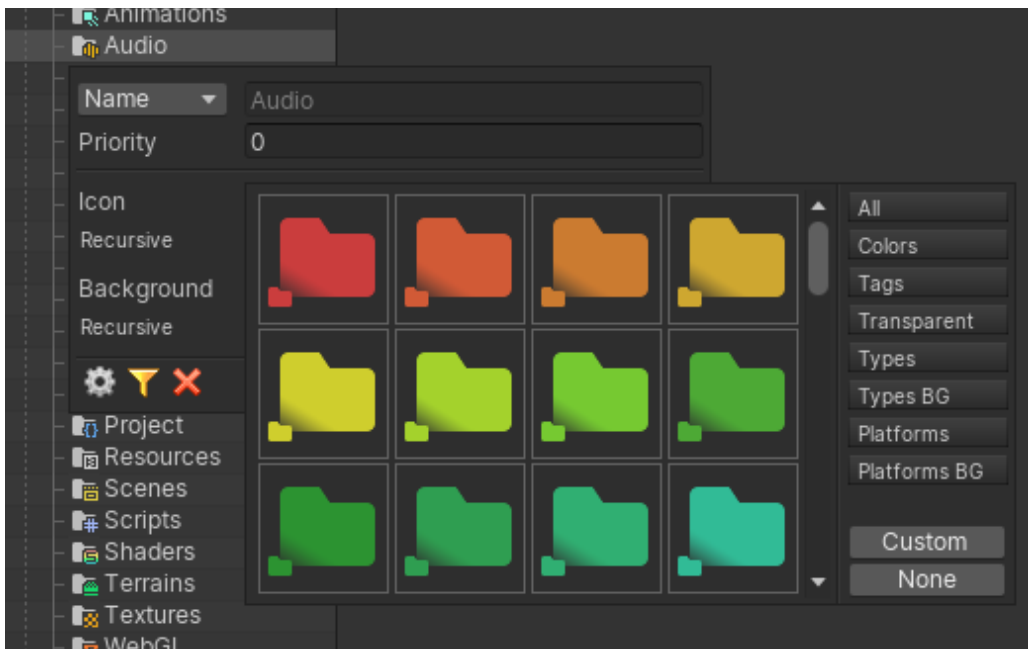 Animations
Audio
Name Audio
Priority 0
Icon
Recursive
Background
Recursive
All
Colors
Tags
Transparent
Types
Types BG
Platforms
Platforms BG
Custom
None
Project
Resources
Scenes
Scripts
Shaders
Terrains
Textures
WebGL